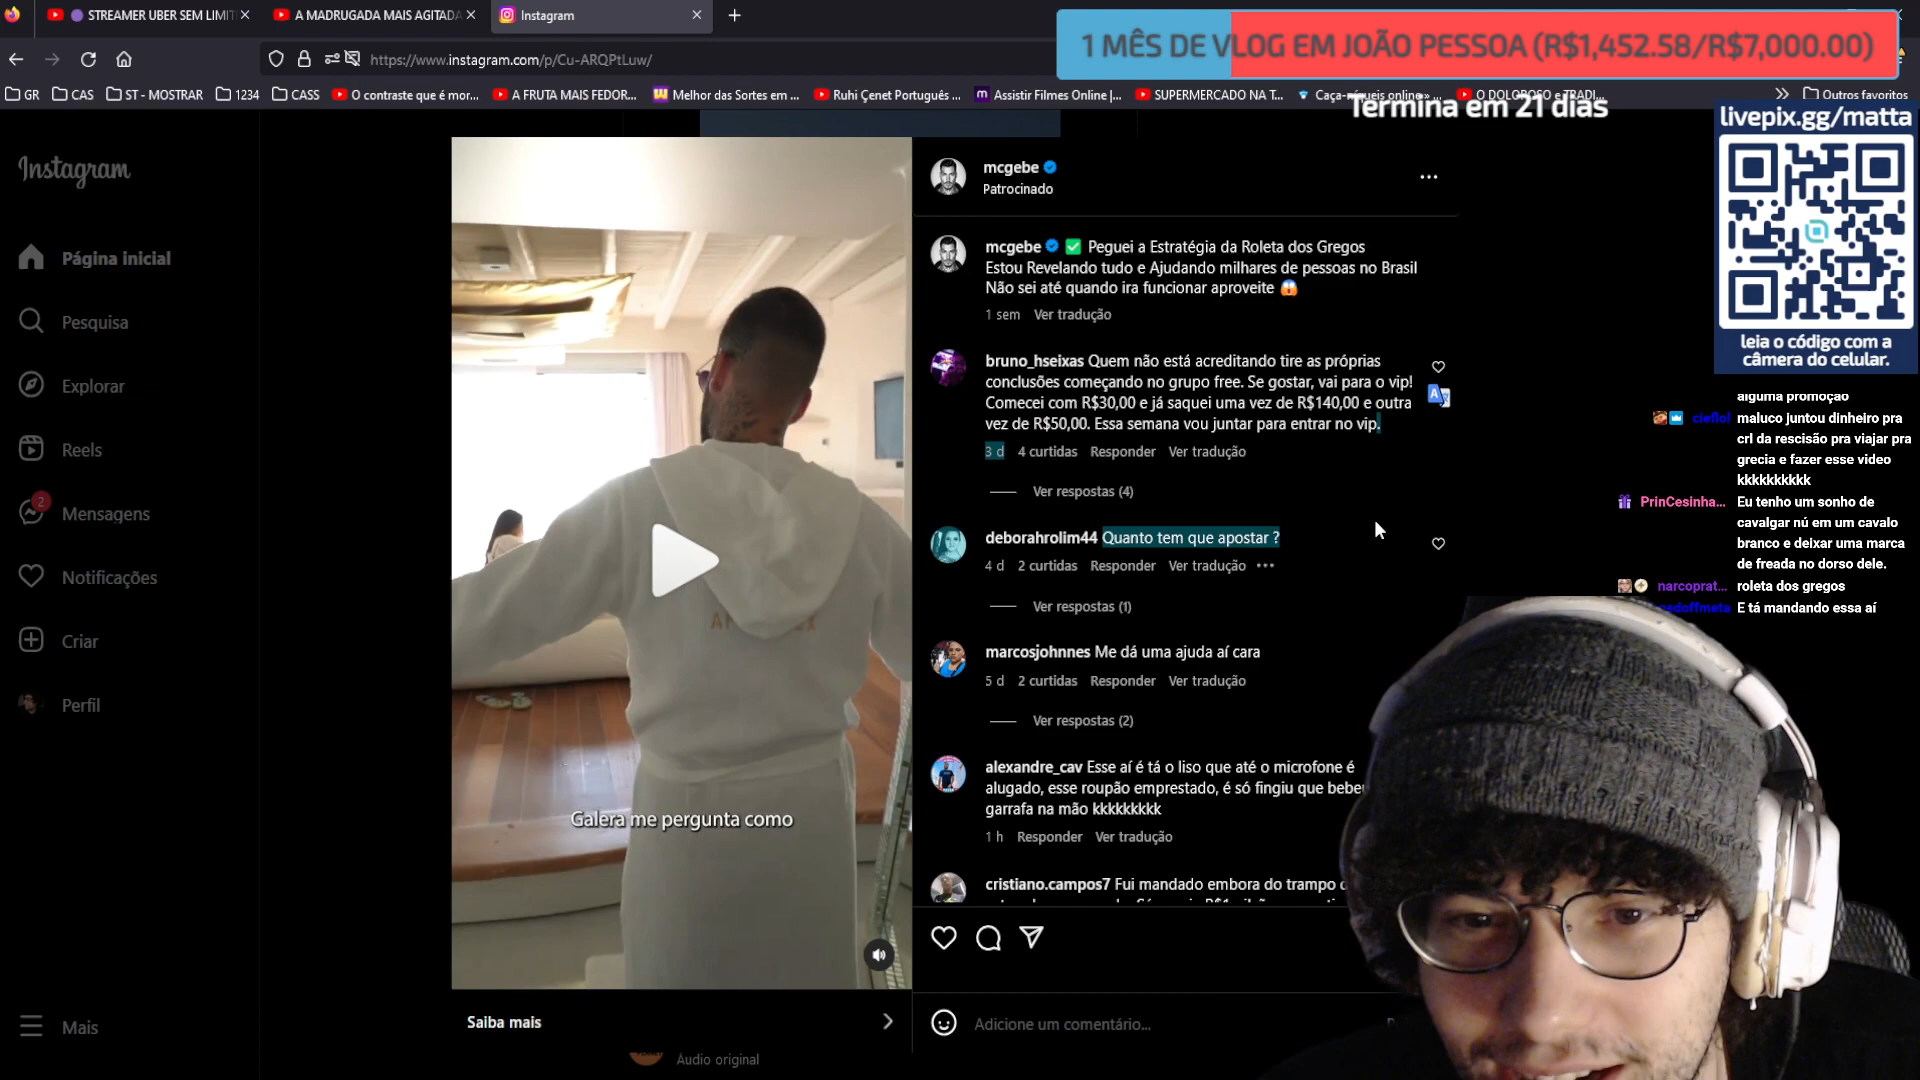 STREAMER UBER SEM LIMIT
A MADRUGADA MAIS AGITADA
Instagram
https://www.instagram.com/p/Cu-ARQPtLuw/
1 MÊS DE VLOG EM JOÃO PESSOA (R$1,452.58/R$7,000.00)
GR
CAS
ST - MOSTRAR
1234
CASS
O contraste que é mor...
A FRUTA MAIS FEDOR...
Melhor das Sortes em ...
Ruhi Çenet Português ...
Assistir Filmes Online |...
SUPERMERCADO NA T...
Caça-níqueis online» ...
O DOLOROSO e TRADI...
Outros favoritos
Termina em 21 dias
livepix.gg/matta
leia o código com a
câmera do celular.
Instagram
Página inicial
Pesquisa
Explorar
Reels
2
Mensagens
Notificações
Criar
Perfil
Mais
Galera me pergunta como
Saiba mais
Áudio original
mcgebe
Patrocinado
mcgebe ✅ Peguei a Estratégia da Roleta dos Gregos
Estou Revelando tudo e Ajudando milhares de pessoas no Brasil
Não sei até quando ira funcionar aproveite 😱
1 sem Ver tradução
bruno_hseixas Quem não está acreditando tire as próprias
conclusões começando no grupo free. Se gostar, vai para o vip!
Comecei com R$30,00 e já saquei uma vez de R$140,00 e outra
vez de R$50,00. Essa semana vou juntar para entrar no vip.
3 d 4 curtidas Responder Ver tradução
Ver respostas (4)
deborahrolim44 Quanto tem que apostar ?
4 d 2 curtidas Responder Ver tradução
Ver respostas (1)
marcosjohnnes Me dá uma ajuda aí cara
5 d 2 curtidas Responder Ver tradução
Ver respostas (2)
alexandre_cav Esse aí é tá o liso que até o microfone é
alugado, esse roupão emprestado, é só fingiu que bebe
garrafa na mão kkkkkkkkk
1 h Responder Ver tradução
cristiano.campos7 Fui mandado embora do trampo
Adicione um comentário...
alguma promoção
cieflol maluco juntou dinheiro pra
crl da rescisão pra viajar pra
grecia e fazer esse video
kkkkkkkkkk
PrinCesinha... Eu tenho um sonho de
cavalgar nú em um cavalo
branco e deixar uma marca
de freada no dorso dele.
narcoprat... roleta dos gregos
E tá mandando essa aí